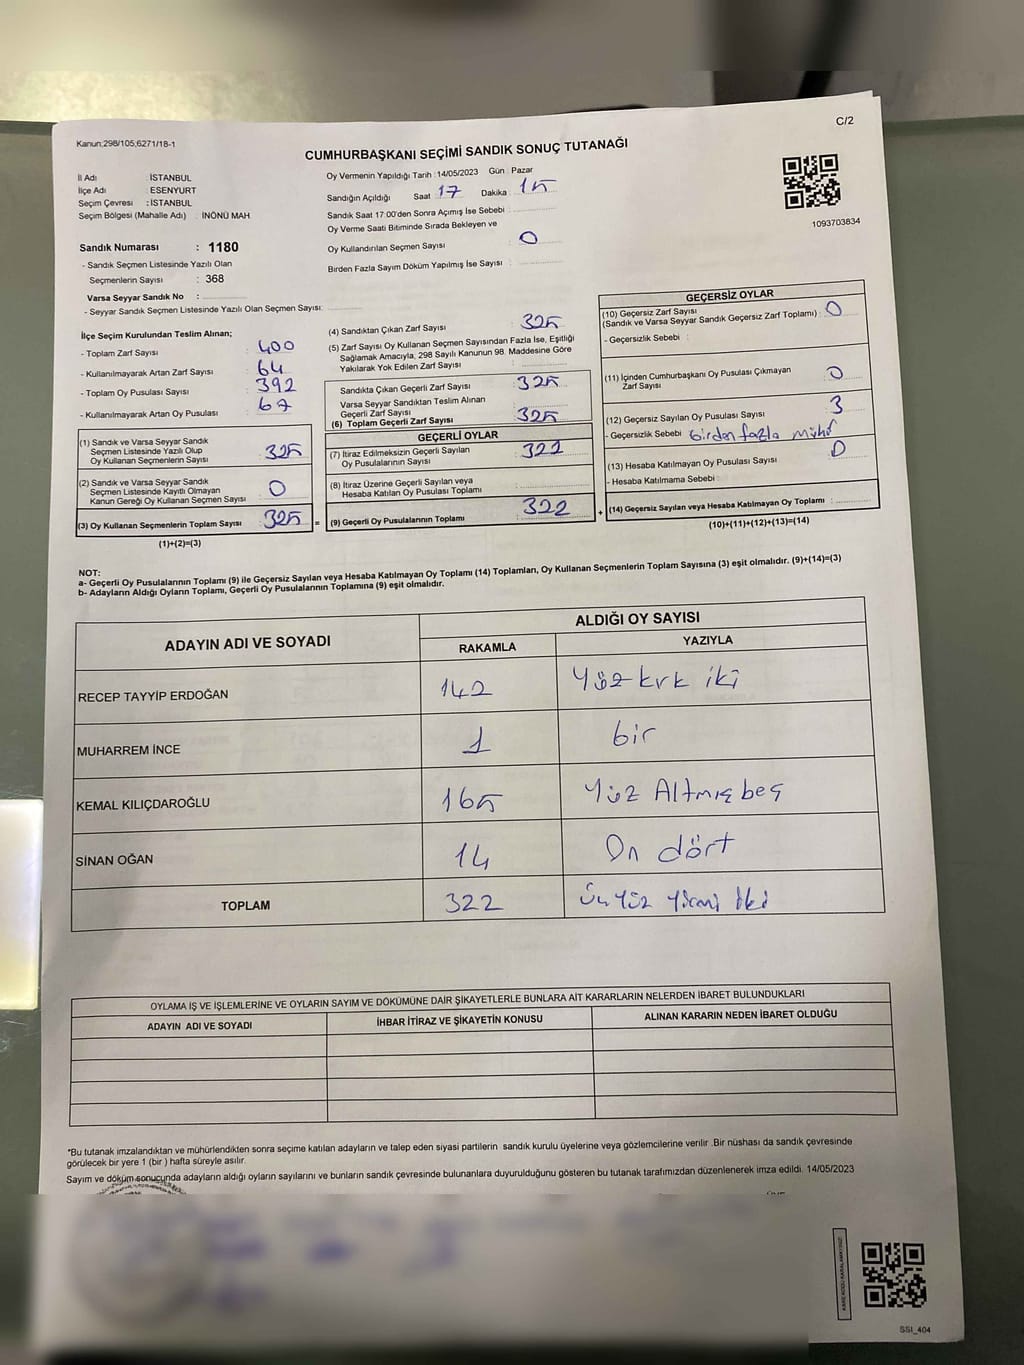 Kanun;298/105;6271/18-1
C/2
CUMHURBAŞKANI SEÇİMİ SANDIK SONUÇ TUTANAĞI
1093703834
İl Adı : İSTANBUL
İlçe Adı : ESENYURT
Seçim Çevresi : İSTANBUL
Seçim Bölgesi (Mahalle Adı) : İNÖNÜ MAH
Sandık Numarası : 1180
- Sandık Seçmen Listesinde Yazılı Olan
Seçmenlerin Sayısı : 368
Varsa Seyyar Sandık No :
- Seyyar Sandık Seçmen Listesinde Yazılı Olan Seçmen Sayısı:
Oy Vermenin Yapıldığı Tarih :14/05/2023 Gün : Pazar
Sandığın Açıldığı Saat 17 Dakika 15
Sandık Saat 17:00'den Sonra Açımış İse Sebebi :
Oy Verme Saati Bitiminde Sırada Bekleyen ve
Oy Kullandırılan Seçmen Sayısı : 0
Birden Fazla Sayım Döküm Yapılmış İse Sayısı :
İlçe Seçim Kurulundan Teslim Alınan;
- Toplam Zarf Sayısı : 400
- Kullanılmayarak Artan Zarf Sayısı : 64
- Toplam Oy Pusulası Sayısı : 392
- Kullanılmayarak Artan Oy Pusulası : 67
(1) Sandık ve Varsa Seyyar Sandık
Seçmen Listesinde Yazılı Olup
Oy Kullanan Seçmenlerin Sayısı : 325
(2) Sandık ve Varsa Seyyar Sandık
Seçmen Listesinde Kayıtlı Olmayan
Kanun Gereği Oy Kullanan Seçmen Sayısı : 0
(3) Oy Kullanan Seçmenlerin Toplam Sayısı : 325
(1)+(2)=(3)
=
(4) Sandıktan Çıkan Zarf Sayısı : 325
(5) Zarf Sayısı Oy Kullanan Seçmen Sayısından Fazla İse, Eşitliği
Sağlamak Amacıyla, 298 Sayılı Kanunun 98. Maddesine Göre
Yakılarak Yok Edilen Zarf Sayısı :
Sandıkta Çıkan Geçerli Zarf Sayısı : 325
Varsa Seyyar Sandıktan Teslim Alınan
Geçerli Zarf Sayısı :
(6) Toplam Geçerli Zarf Sayısı : 325
GEÇERLİ OYLAR
(7) İtiraz Edilmeksizin Geçerli Sayılan
Oy Pusulalarının Sayısı : 322
(8) İtiraz Üzerine Geçerli Sayılan veya
Hesaba Katılan Oy Pusulası Toplamı :
(9) Geçerli Oy Pusulalarının Toplamı : 322
+
GEÇERSİZ OYLAR
(10) Geçersiz Zarf Sayısı
(Sandık ve Varsa Seyyar Sandık Geçersiz Zarf Toplamı) : 0
- Geçersizlik Sebebi :
(11) İçinden Cumhurbaşkanı Oy Pusulası Çıkmayan
Zarf Sayısı : 0
(12) Geçersiz Sayılan Oy Pusulası Sayısı : 3
- Geçersizlik Sebebi : birden fazla mühür
(13) Hesaba Katılmayan Oy Pusulası Sayısı : 0
- Hesaba Katılmama Sebebi :
(14) Geçersiz Sayılan veya Hesaba Katılmayan Oy Toplamı :
(10)+(11)+(12)+(13)=(14)
NOT:
a- Geçerli Oy Pusulalarının Toplamı (9) ile Geçersiz Sayılan veya Hesaba Katılmayan Oy Toplamı (14) Toplamları, Oy Kullanan Seçmenlerin Toplam Sayısına (3) eşit olmalıdır. (9)+(14)=(3)
b- Adayların Aldığı Oyların Toplamı, Geçerli Oy Pusulalarının Toplamına (9) eşit olmalıdır.
ADAYIN ADI VE SOYADI
ALDIĞI OY SAYISI
RAKAMLA YAZIYLA
RECEP TAYYİP ERDOĞAN 142 Yüz kırk iki
MUHARREM İNCE 1 bir
KEMAL KILIÇDAROĞLU 165 Yüz Altmış beş
SİNAN OĞAN 14 On dört
TOPLAM 322 Üç Yüz Yirmi İki
OYLAMA İŞ VE İŞLEMLERİNE VE OYLARIN SAYIM VE DÖKÜMÜNE DAİR ŞİKAYETLERLE BUNLARA AİT KARARLARIN NELERDEN İBARET BULUNDUKLARI
ADAYIN ADI VE SOYADI İHBAR İTİRAZ VE ŞİKAYETİN KONUSU ALINAN KARARIN NEDEN İBARET OLDUĞU
*Bu tutanak imzalandıktan ve mühürlendikten sonra seçime katılan adayların ve talep eden siyasi partilerin sandık kurulu üyelerine veya gözlemcilerine verilir .Bir nüshası da sandık çevresinde
görülecek bir yere 1 (bir ) hafta süreyle asılır.
Sayım ve döküm sonucunda adayların aldığı oyların sayılarını ve bunların sandık çevresinde bulunanlara duyurulduğunu gösteren bu tutanak tarafımızdan düzenlenerek imza edildi. 14/05/2023
SSI_404